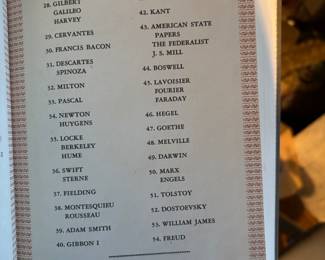 28. GILBERT
GALILEO
HARVEY
29. CERVANTES
30. FRANCIS BACON
31. DESCARTES
SPINOZA
32. MILTON
33. PASCAL
34. NEWTON
HUYGENS
35. LOCKE
BERKELEY
HUME
36. SWIFT
STERNE
37. FIELDING
38. MONTESQUIEU
ROUSSEAU
39. ADAM SMITH
40. GIBBON I
42. KANT
43. AMERICAN STATE
PAPERS
THE FEDERALIST
J. S. MILL
44. BOSWELL
45. LAVOISIER
FOURIER
FARADAY
46. HEGEL
47. GOETHE
48. MELVILLE
49. DARWIN
50. MARX
ENGELS
51. TOLSTOY
52. DOSTOEVSKY
53. WILLIAM JAMES
54. FREUD